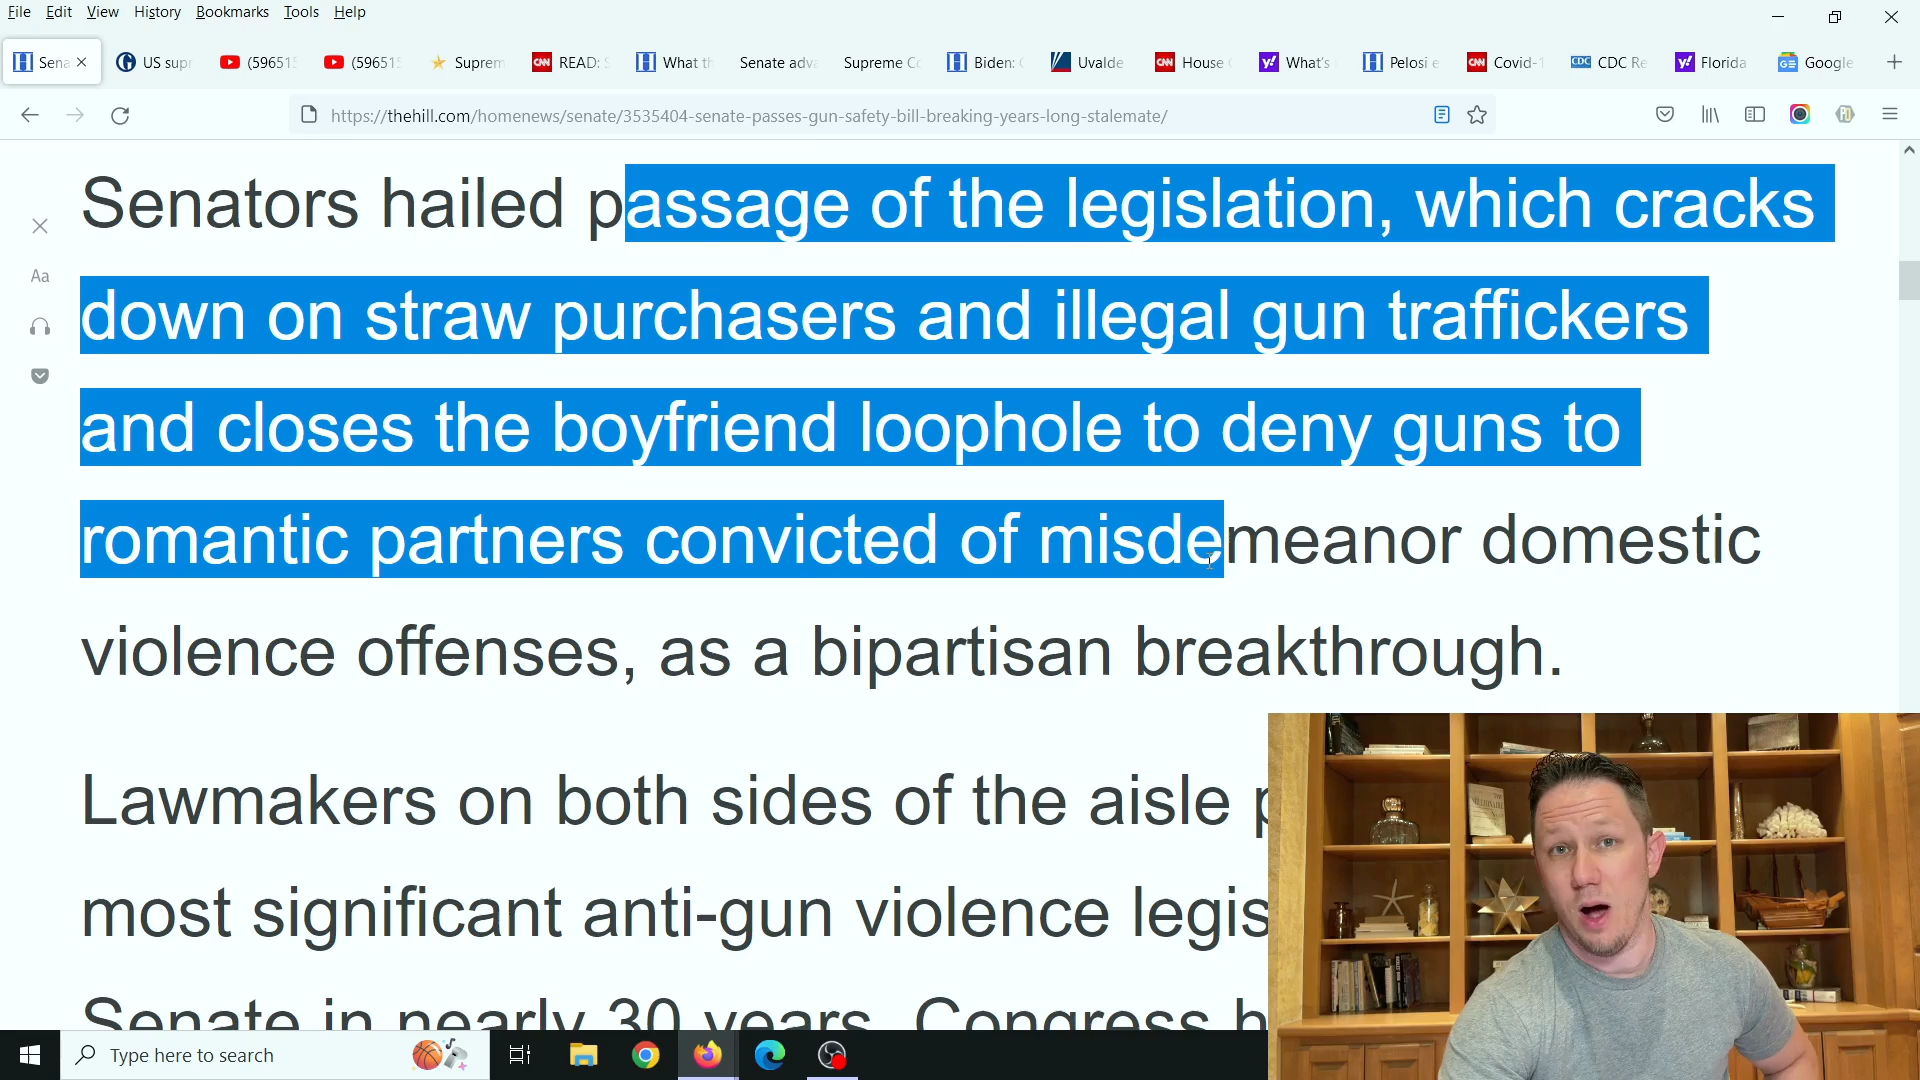 File Edit View History Bookmarks Tools Help
Sena US supr (59651 (59651 Suprem READ: S What th Senate adva Supreme Co Biden: Uvalde House What's Pelosi e Covid-1 CDC Re Florida Google
https://thehill.com/homenews/senate/3535404-senate-passes-gun-safety-bill-breaking-years-long-stalemate/
Senators hailed passage of the legislation, which cracks
down on straw purchasers and illegal gun traffickers
and closes the boyfriend loophole to deny guns to
romantic partners convicted of misdemeanor domestic
violence offenses, as a bipartisan breakthrough.
Aa
Lawmakers on both sides of the aisle p
most significant anti-gun violence legis
Senate in nearly 30 years. Congress h
Type here to search